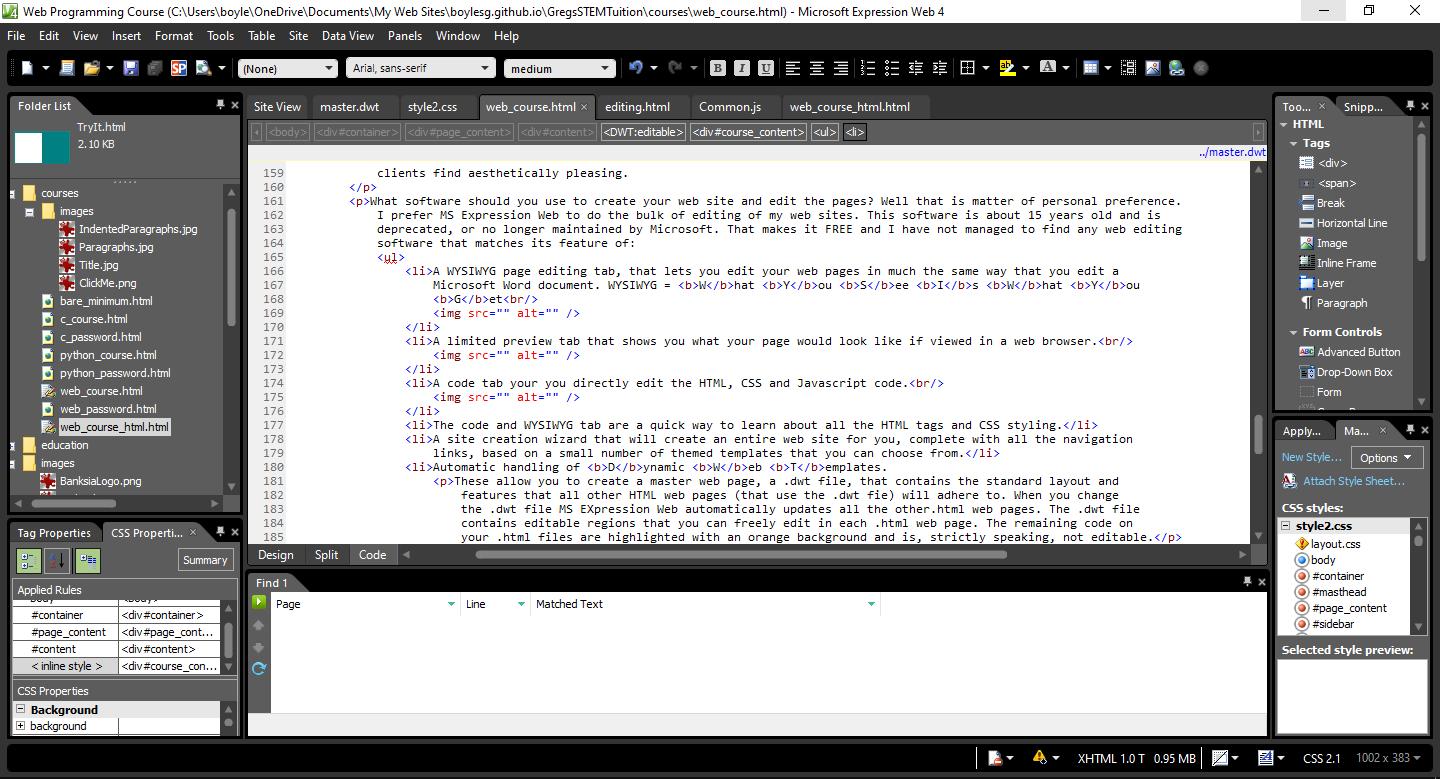 Web Programming Course (C:\Users\boyle\OneDrive\Documents\My Web Sites\boylesg.github.io\GregsSTEMTuition\courses\web_course.html) - Microsoft Expression Web 4
File Edit View Insert Format Tools Table Site Data View Panels Window Help
(None) Arial, sans-serif medium
Folder List
TryIt.html
2.10 KB
courses
images
IndentedParagraphs.jpg
Paragraphs.jpg
Title.jpg
ClickMe.png
bare_minimum.html
c_course.html
c_password.html
python_course.html
python_password.html
web_course.html
web_password.html
web_course_html.html
education
images
BanksiaLogo.png
Tag Properties CSS Properti...
Summary
Applied Rules
#container <div#container>
#page_content <div#page_cont...
#content <div#content>
< inline style > <div#course_con...
CSS Properties
Background
background
Site View master.dwt style2.css web_course.html editing.html Common.js web_course_html.html
<body> <div#container> <div#page_content> <div#content> <DWT:editable> <div#course_content> <ul> <li>
../master.dwt
159 clients find aesthetically pleasing.
160 </p>
161 <p>What software should you use to create your web site and edit the pages? Well that is matter of personal preference.
162 I prefer MS Expression Web to do the bulk of editing of my web sites. This software is about 15 years old and is
163 deprecated, or no longer maintained by Microsoft. That makes it FREE and I have not managed to find any web editing
164 software that matches its feature of:
165 <ul>
166 <li>A WYSIWYG page editing tab, that lets you edit your web pages in much the same way that you edit a
167 Microsoft Word document. WYSIWYG = <b>W</b>hat <b>Y</b>ou <b>S</b>ee <b>I</b>s <b>W</b>hat <b>Y</b>ou
168 <b>G</b>et<br/>
169 <img src="" alt="" />
170 </li>
171 <li>A limited preview tab that shows you what your page would look like if viewed in a web browser.<br/>
172 <img src="" alt="" />
173 </li>
174 <li>A code tab your you directly edit the HTML, CSS and Javascript code.<br/>
175 <img src="" alt="" />
176 </li>
177 <li>The code and WYSIWYG tab are a quick way to learn about all the HTML tags and CSS styling.</li>
178 <li>A site creation wizard that will create an entire web site for you, complete with all the navigation
179 links, based on a small number of themed templates that you can choose from.</li>
180 <li>Automatic handling of <b>D</b>ynamic <b>W</b>eb <b>T</b>emplates.
181 <p>These allow you to create a master web page, a .dwt file, that contains the standard layout and
182 features that all other HTML web pages (that use the .dwt fie) will adhere to. When you change
183 the .dwt file MS EXpression Web automatically updates all the other.html web pages. The .dwt file
184 contains editable regions that you can freely edit in each .html web page. The remaining code on
185 your .html files are highlighted with an orange background and is, strictly speaking, not editable.</p>
Design Split Code
Find 1
Page Line Matched Text
Too... Snipp...
HTML
Tags
<div>
<span>
Break
Horizontal Line
Image
Inline Frame
Layer
Paragraph
Form Controls
Advanced Button
Drop-Down Box
Form
Apply... Ma...
New Style... Options
Attach Style Sheet...
CSS styles:
style2.css
layout.css
body
#container
#masthead
#page_content
#sidebar
Selected style preview:
XHTML 1.0 T 0.95 MB CSS 2.1 1002 x 383